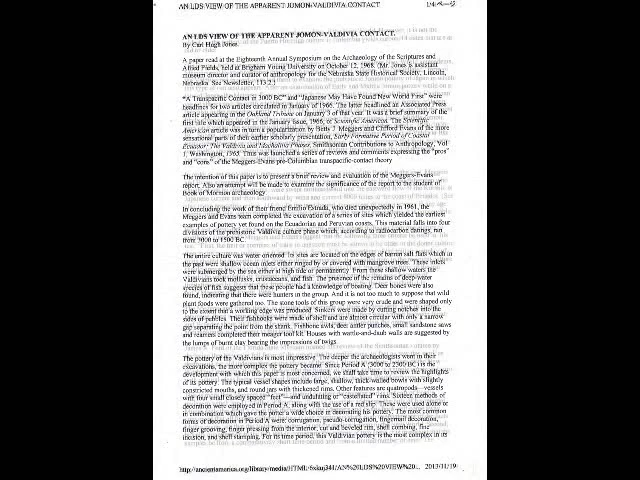 AN LDS VIEW OF THE APPARENT JOMON-VALDIVIA CONTACT
AN LDS VIEW OF THE APPARENT JOMON-VALDIVIA CONTACT.
By Carl Hugh Jones.
A paper read at the Eighteenth Annual Symposium on the Archaeology of the Scriptures and
Allied Fields, held at Brigham Young University on October 12, 1968. (Mr. Jones is assistant
museum director and curator of anthropology for the Nebraska State Historical Society, Lincoln,
Nebraska. See Newsletter, 113.2.)
"A Transpacific Contact in 3000 BC" and "Japanese May Have Found New World First" were
headlines for two articles circulated in January of 1966. The latter headlined an Associated Press
article appearing in the Oakland Tribune on January 3 of that year. It was a brief summary of the
first title which appeared in the January issue, 1966, of Scientific American. The Scientific
American article was in turn a popularization by Betty J. Meggers and Clifford Evans of the more
sensational parts of their earlier scholarly presentation, Early Formative Period of Coastal
Ecuador: The Valdivia and Machalilla Phases, Smithsonian Contributions to Anthropology, Vol.
1, Washington, 1965. Thus was launched a series of reviews and comments expressing the "pros"
and "cons" of the Meggers-Evans pre-Columbian transpacific-contact theory
The intention of this paper is to present a brief review and evaluation of the Meggers-Evans
report. Also an attempt will be made to examine the significance of the report to the student of
Book of Mormon archaeology.
In concluding the work of their friend Emilio Estrada, who died unexpectedly in 1961, the
Meggers and Evans team completed the excavation of a series of sites which yielded the earliest
examples of pottery yet found on the Ecuadorian and Peruvian coasts. This material falls into four
divisions of the prehistoric Valdivia culture phase which, according to radiocarbon datings, ran
from 3000 to 1500 BC.
The entire culture was water oriented. Its sites are located on the edges of barren salt flats which in
the past were shallow ocean inlets either ringed by or covered with mangrove trees. These inlets
were submerged by the sea either at high tide or permanently. From these shallow waters the
Valdivians took mollusks, crustaceans, and fish. The presence of the remains of deep-water
species of fish suggests that these people had a knowledge of boating. Deer bones were also
found, indicating that there were hunters in the group. And it is not too much to suppose that wild
plant foods were gathered too. The stone tools of this group were very crude and were shaped only
to the extent that a working edge was produced. Sinkers were made by cutting notches into the
sides of pebbles. Their fishhooks were made of shell and are almost circular with only a narrow
gap separating the point from the shank. Fishbone awls, deer antler punches, small sandstone saws
and reamers completed their meager tool kit. Houses with wattle-and-daub walls are suggested by
the lumps of burnt clay bearing the impressions of twigs.
The pottery of the Valdivians is most impressive. The deeper the archaeologists went in their
excavations, the more complex the pottery became. Since Period A (3000 to 2300 BC) is the
development with which this paper is most concerned, we shall take time to review the highlights
of its pottery. The typical vessel shapes include large, shallow, thick-walled bowls with slightly
constricted mouths, and round jars with thickened rims. Other features are quatropods—vessels
with four small closely spaced "feet"—and undulating or "castellated" rims. Sixteen methods of
decoration were employed in Period A, along with the use of a red slip. These were used alone or
in combination which gave the potter a wide choice in decorating his pottery. The most common
forms of decoration in Period A were: corrugation, pseudo-corrugation, fingernail decoration,
finger grooving, finger pressing from the interior, cut and beveled rim, shell combing, fine
incision, and shell stamping. For its time period, this Valdivian pottery is the most complex in its
2013/11/19